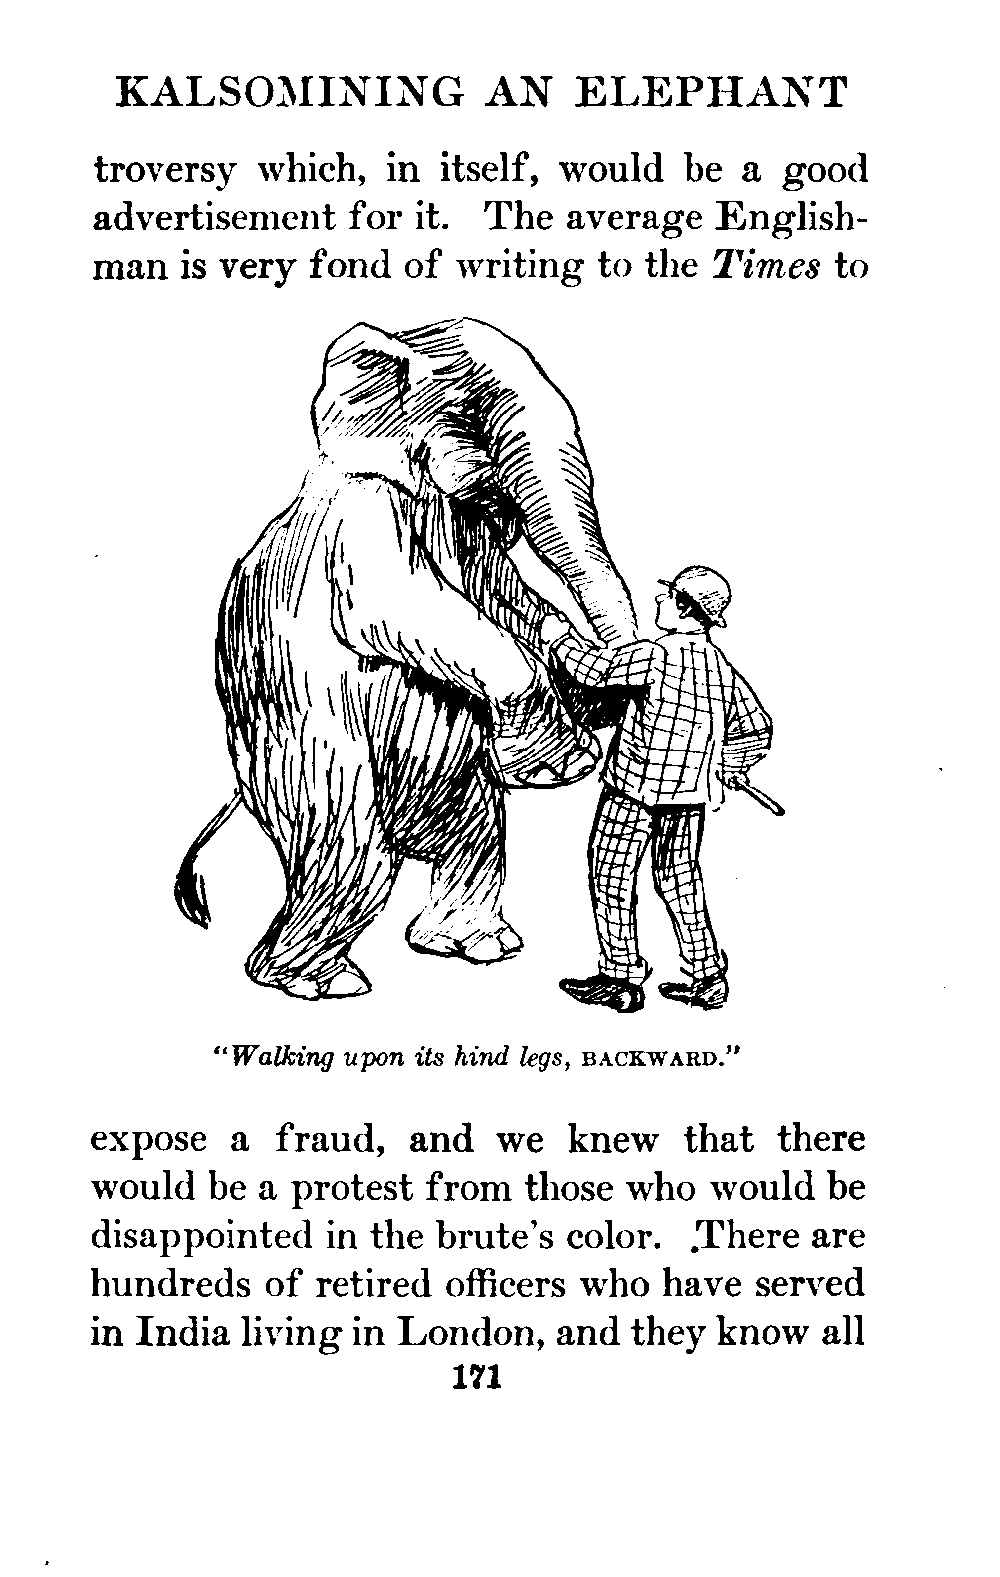 KALSOMINING AN ELEPHANT
troversy which, in itself, would be a good
advertisement for it. The average English-
man is very fond of writing to the Times to
"Walking upon its hind legs, BACKWARD."
expose a fraud, and we knew that there
would be a protest from those who would be
disappointed in the brute's color. .There are
hundreds of retired officers who have served
in India living in London, and they know all
171